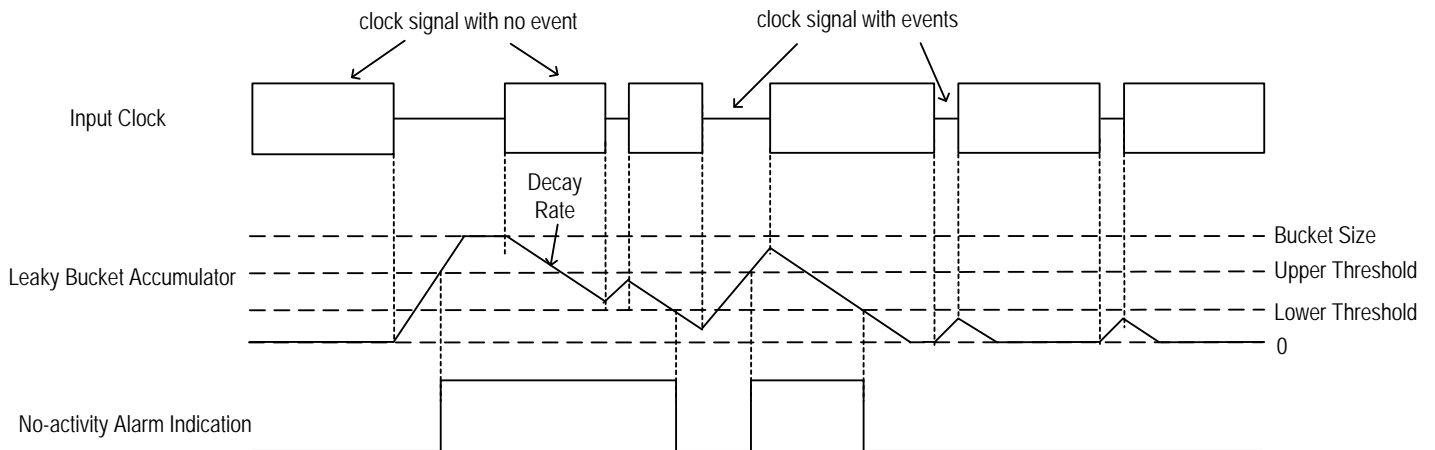 clock signal with no event
clock signal with events
Input Clock
Decay
Rate
Bucket Size
Leaky Bucket Accumulator
Upper Threshold
Lower Threshold
0
No-activity Alarm Indication